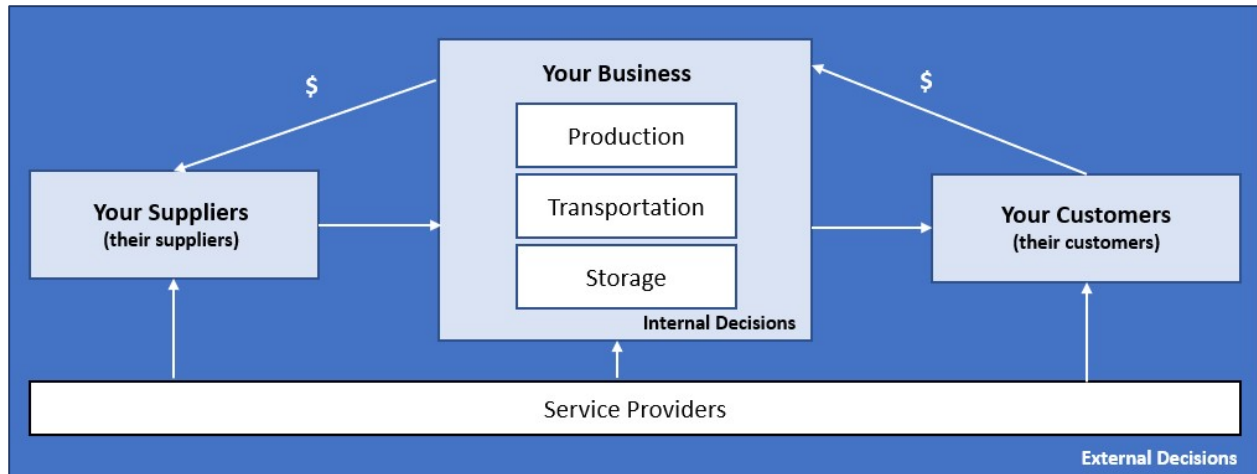 $
Your Business
$
Production
Your Suppliers
(their suppliers)
Transportation
Your Customers
(their customers)
Storage
Internal Decisions
Service Providers
External Decisions